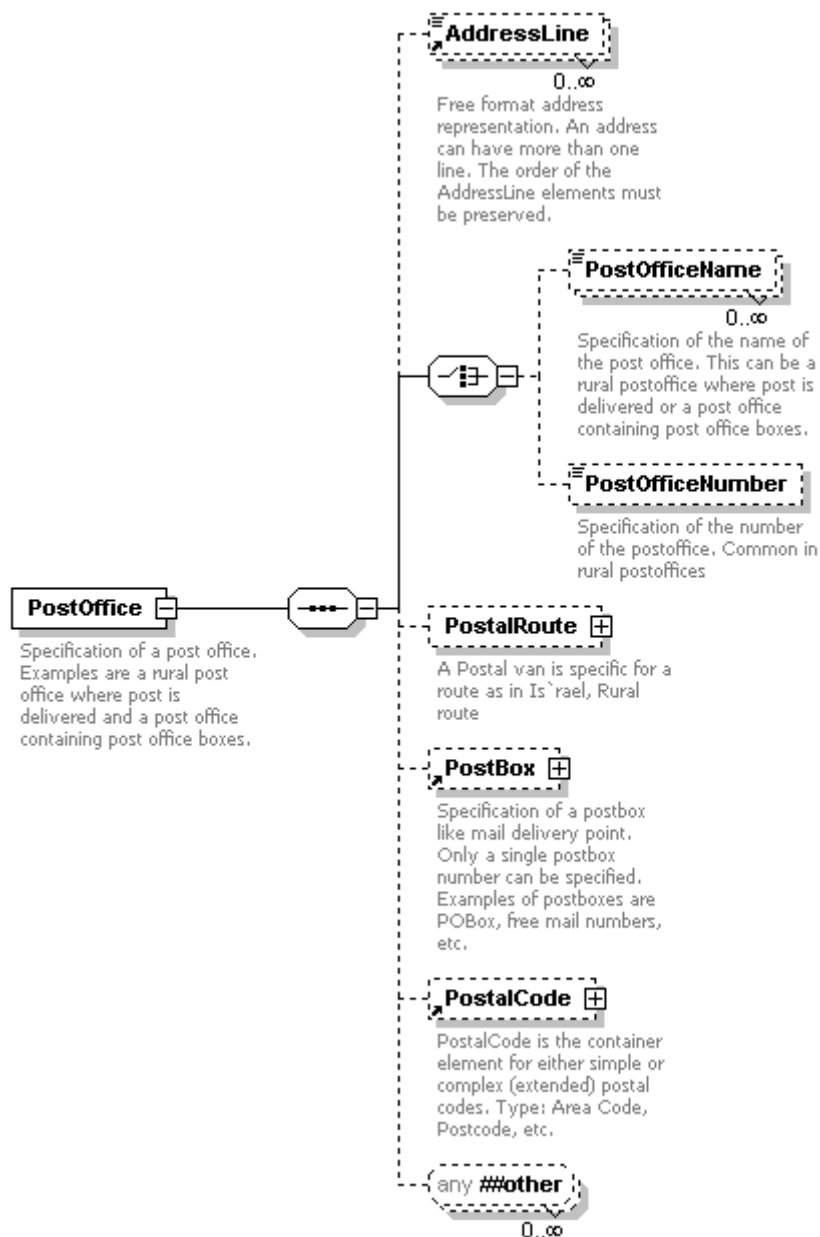 AddressLine
0..∞
Free format address
representation. An address
can have more than one
line. The order of the
AddressLine elements must
be preserved.
PostOfficeName
0..∞
Specification of the name of
the post office. This can be a
rural postoffice where post is
delivered or a post office
containing post office boxes.
PostOfficeNumber
Specification of the number
of the postoffice. Common in
rural postoffices
PostOffice
Specification of a post office.
Examples are a rural post
office where post is
delivered and a post office
containing post office boxes.
PostalRoute
A Postal van is specific for a
route as in Is`rael, Rural
route
PostBox
Specification of a postbox
like mail delivery point.
Only a single postbox
number can be specified.
Examples of postboxes are
POBox, free mail numbers,
etc.
PostalCode
PostalCode is the container
element for either simple or
complex (extended) postal
codes. Type: Area Code,
Postcode, etc.
any ##other
0..∞